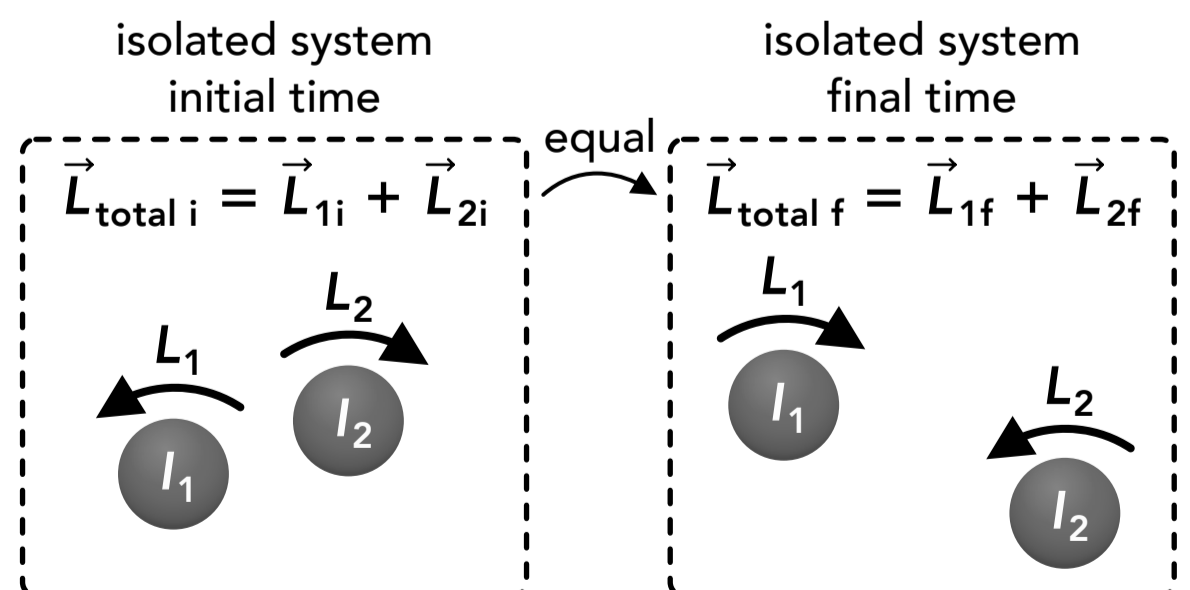 isolated system
initial time
isolated system
final time
equal
L⃗total i = L⃗1i + L⃗2i
L⃗total f = L⃗1f + L⃗2f
L1
L2
I1
I2
L1
L2
I1
I2